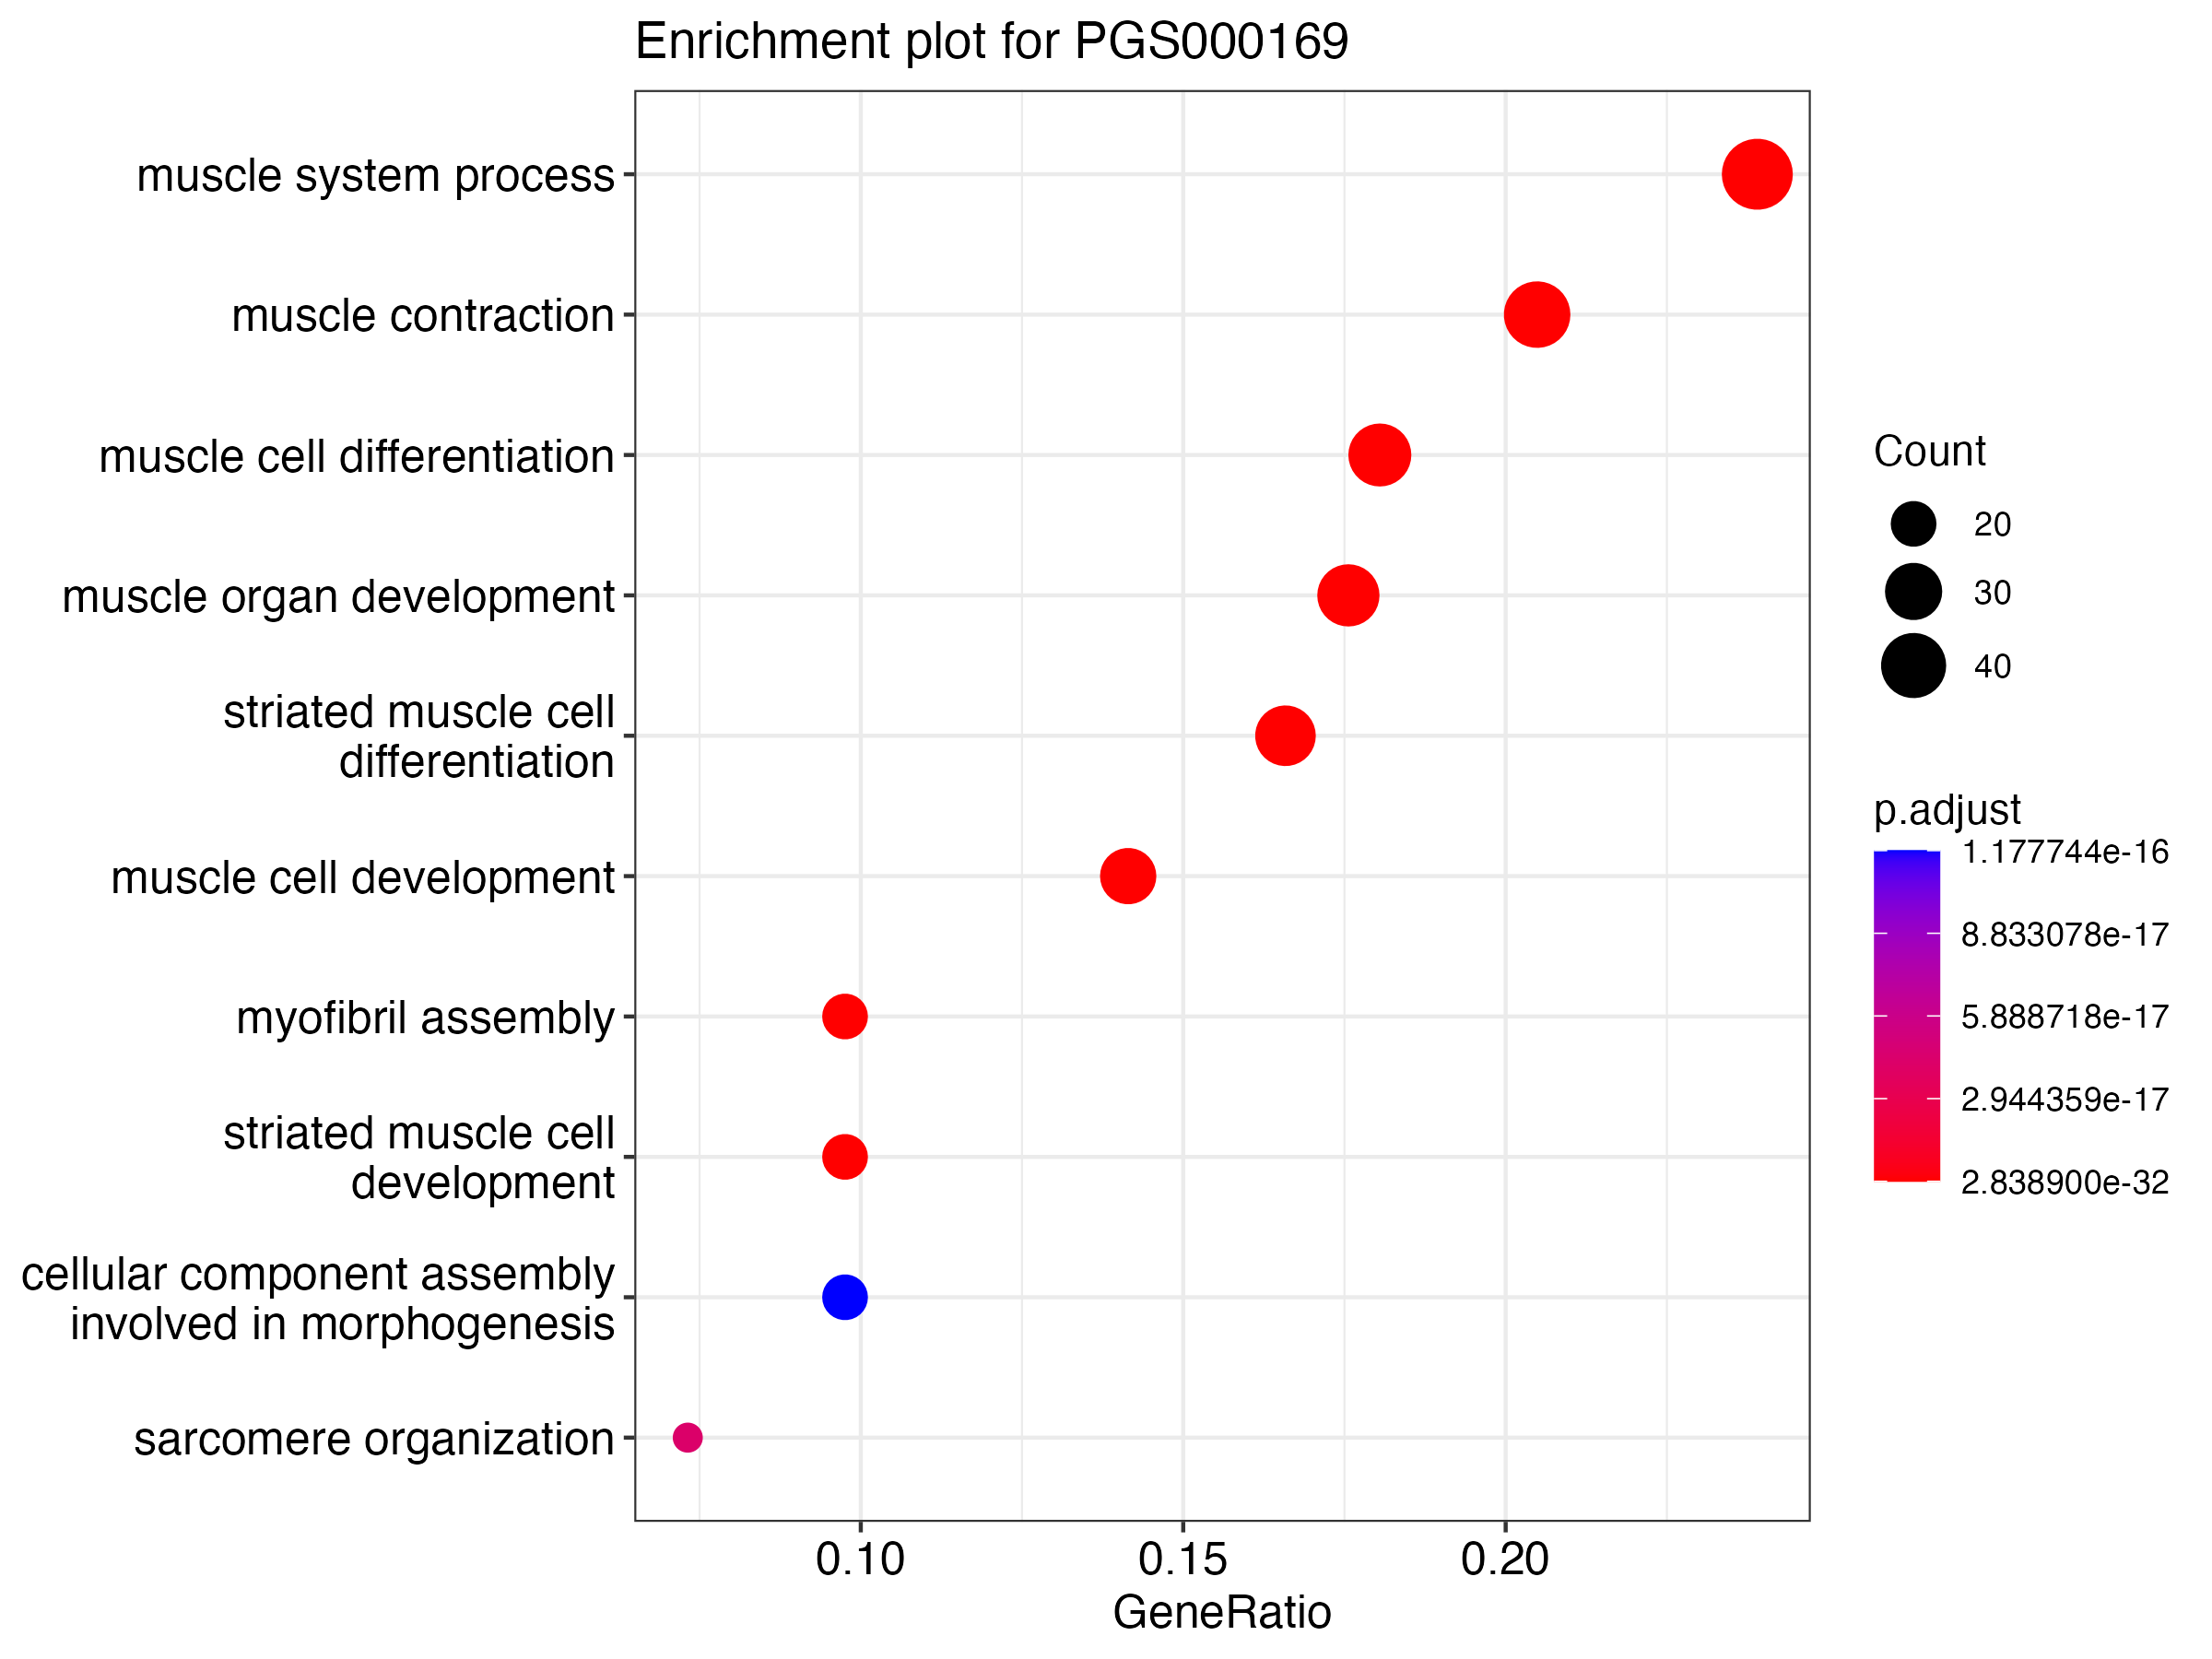 Enrichment plot for PGS000169
muscle system process
muscle contraction
muscle cell differentiation
muscle organ development
striated muscle cell
differentiation
muscle cell development
myofibril assembly
striated muscle cell
development
cellular component assembly
involved in morphogenesis
sarcomere organization
0.10
0.15
0.20
GeneRatio
Count
20
30
40
p.adjust
1.177744e-16
8.833078e-17
5.888718e-17
2.944359e-17
2.838900e-32